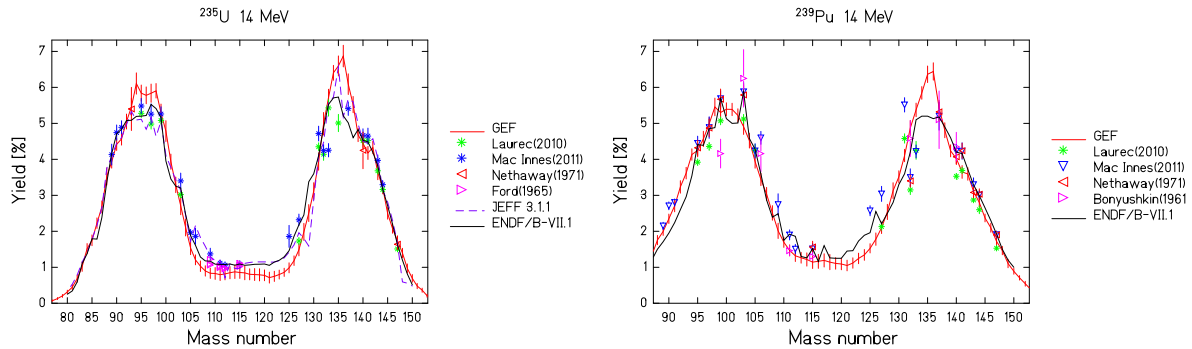 ²³⁵U 14 MeV
Yield [%]
7
6
5
4
3
2
1
0
80 85 90 95 100 105 110 115 120 125 130 135 140 145 150
Mass number
GEF
Laurec(2010)
Mac Innes(2011)
Nethaway(1971)
Ford(1965)
JEFF 3.1.1
ENDF/B-VII.1
²³⁹Pu 14 MeV
Yield [%]
7
6
5
4
3
2
1
0
90 95 100 105 110 115 120 125 130 135 140 145 150
Mass number
GEF
Laurec(2010)
Mac Innes(2011)
Nethaway(1971)
Bonyushkin(1961
ENDF/B-VII.1